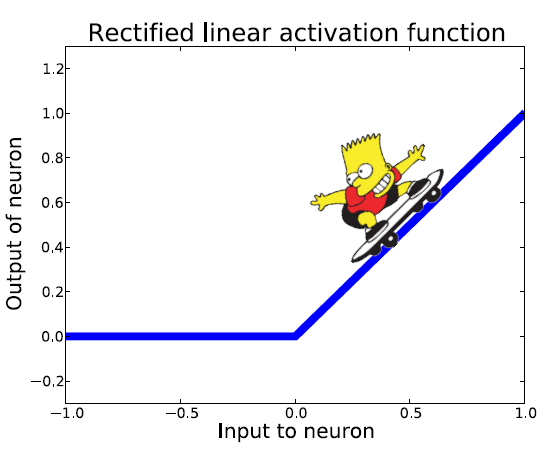 Rectified linear activation function
1.2
1.0
0.8
0.6
0.4
0.2
0.0
−0.2
Output of neuron
−1.0 −0.5 0.0 0.5 1.0
Input to neuron